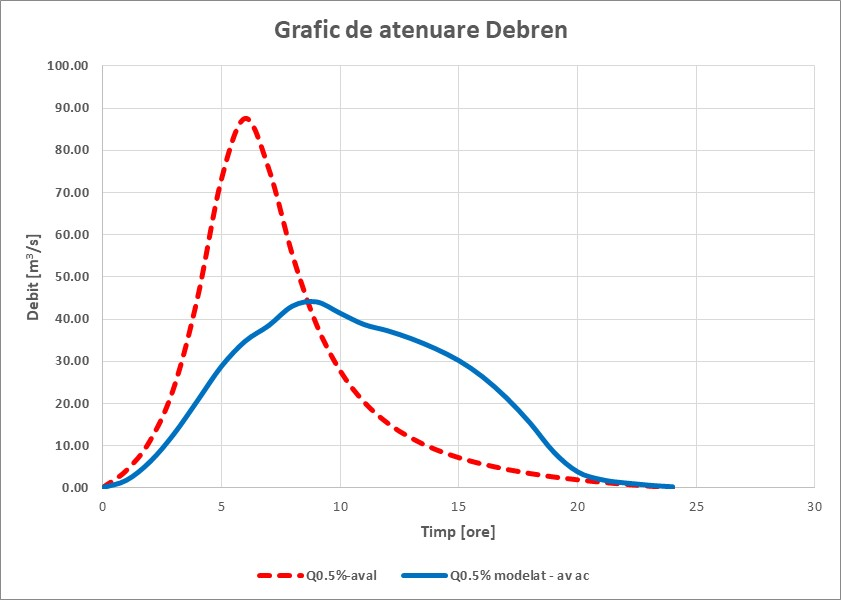 Grafic de atenuare Debren
100.00
90.00
80.00
70.00
60.00
50.00
40.00
30.00
20.00
10.00
0.00
Debit [m³/s]
0 5 10 15 20 25 30
Timp [ore]
Q0.5%-aval Q0.5% modelat - av ac